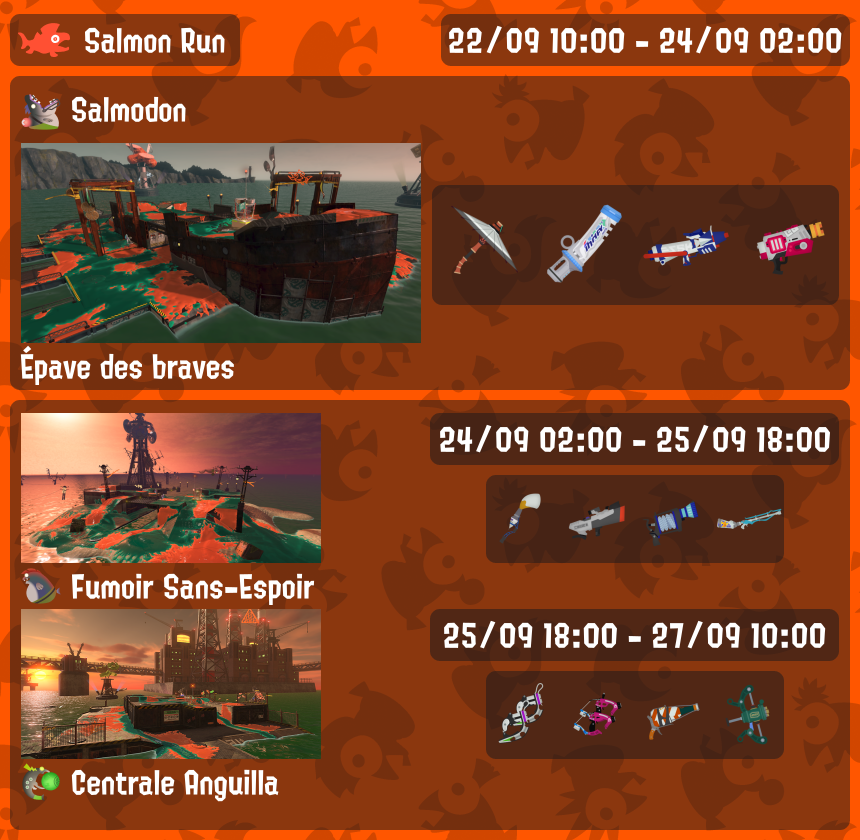 Salmon Run
22/09 10:00 - 24/09 02:00
Salmodon
Épave des braves
24/09 02:00 - 25/09 18:00
Fumoir Sans-Espoir
25/09 18:00 - 27/09 10:00
Centrale Anguilla